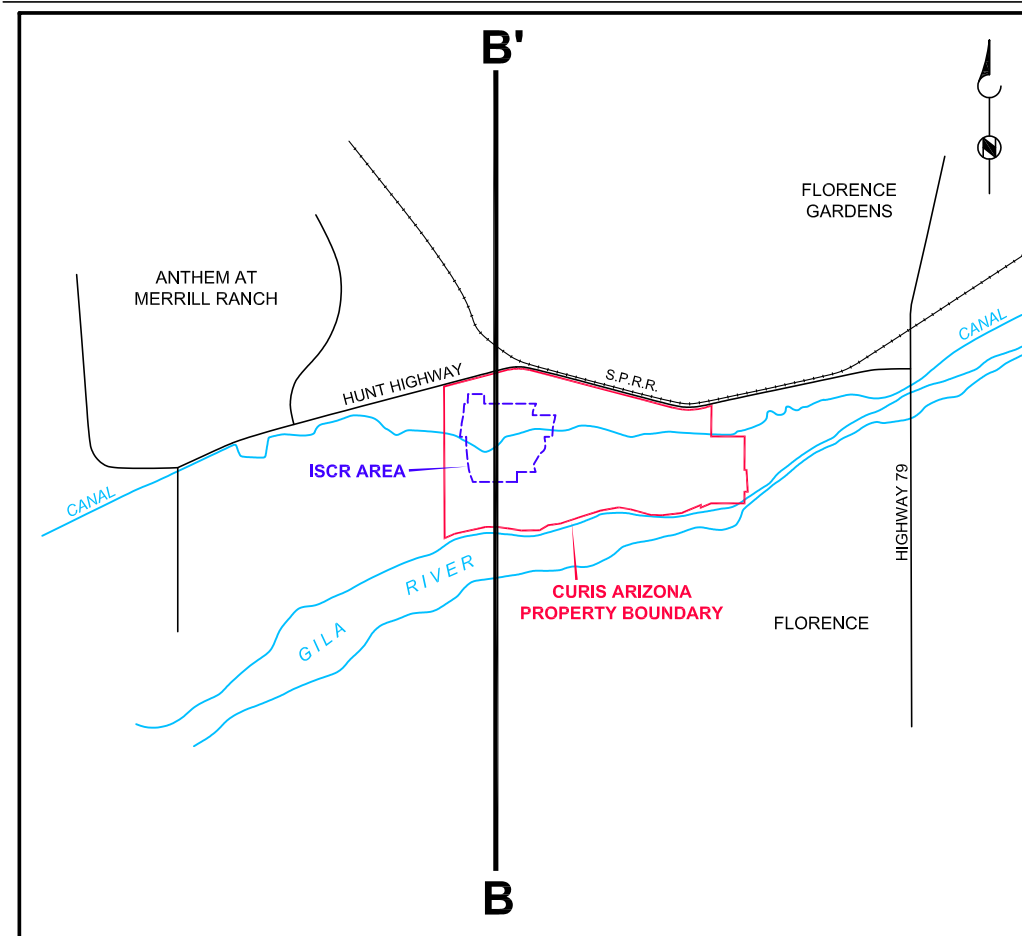 B'
N
FLORENCE
GARDENS
ANTHEM AT
MERRILL RANCH
CANAL
HUNT HIGHWAY
S.P.R.R.
ISCR AREA
CANAL
HIGHWAY 79
RIVER
GILA
CURIS ARIZONA
PROPERTY BOUNDARY
FLORENCE
B